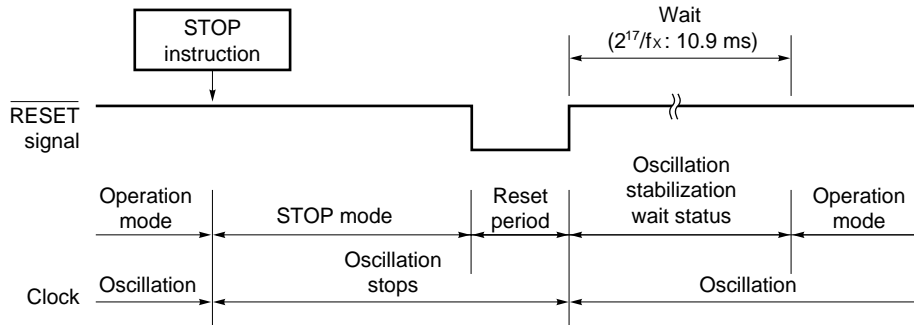 STOP
instruction
Wait
(2¹⁷/fx : 10.9 ms)
RESET
signal
Operation
mode
STOP mode
Reset
period
Oscillation
stabilization
wait status
Operation
mode
Clock
Oscillation
Oscillation
stops
Oscillation